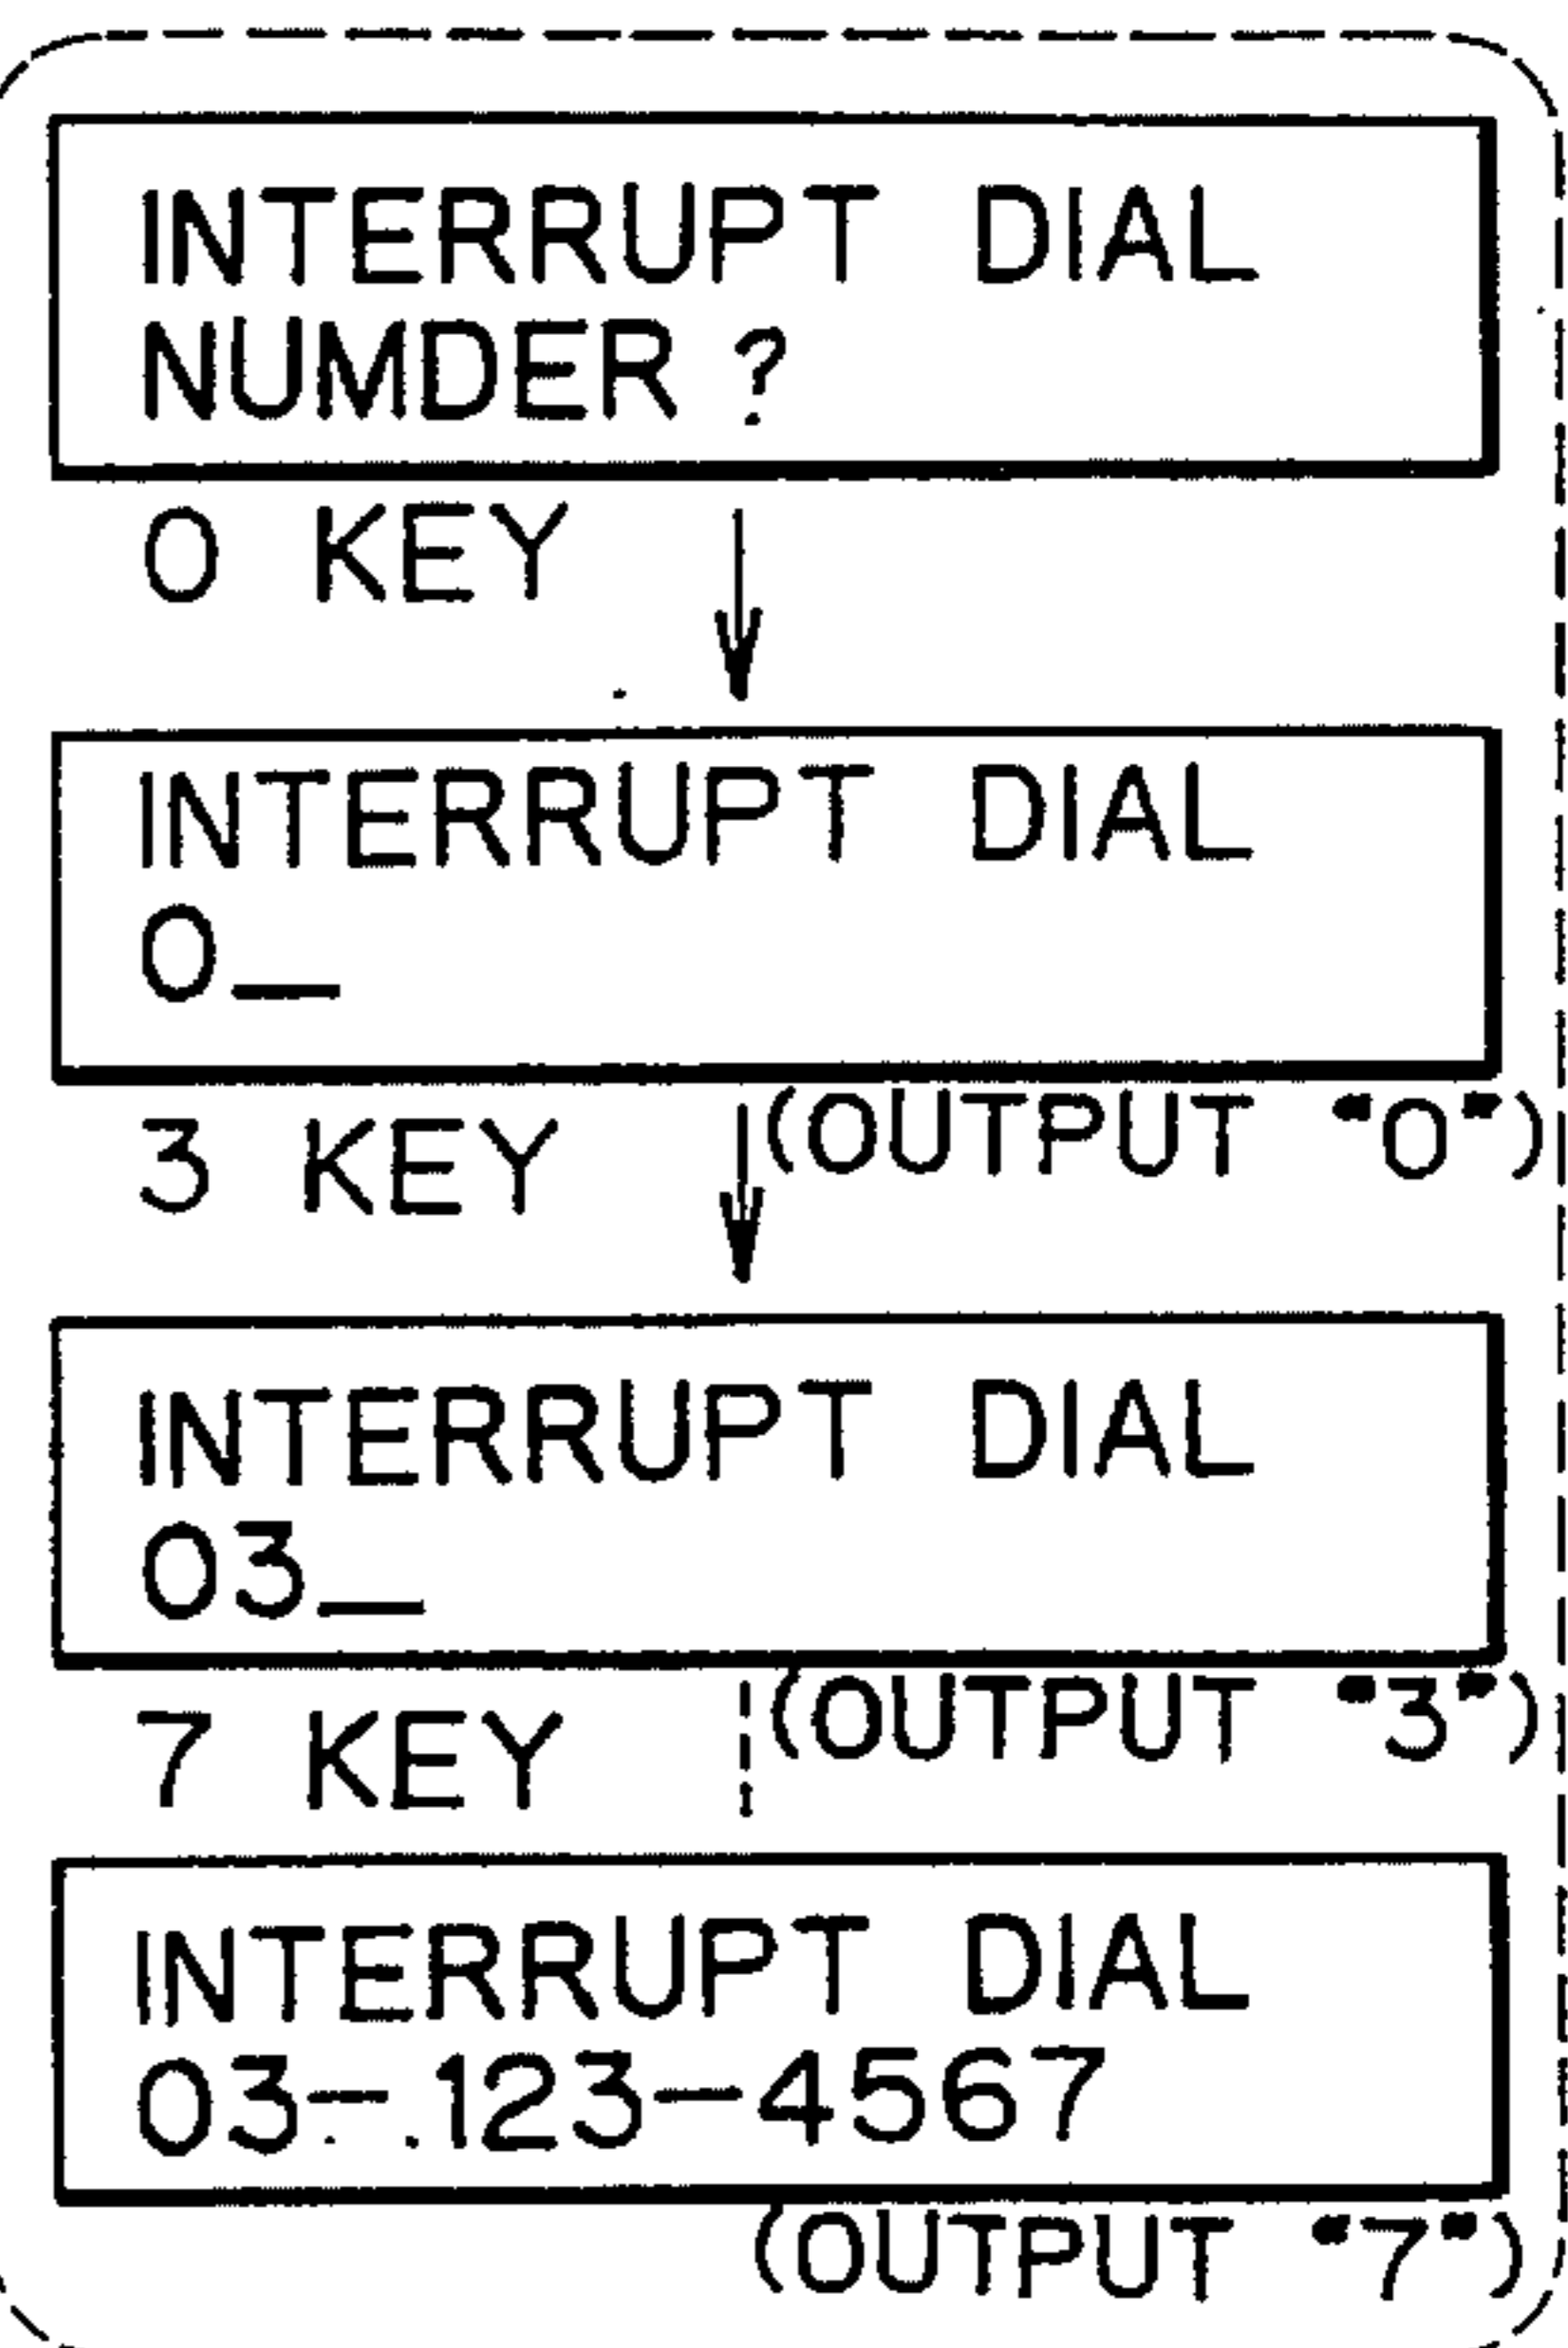 INTERRUPT DIAL
NUMDER ?
0 KEY
INTERRUPT DIAL
0_
3 KEY (OUTPUT "0")
INTERRUPT DIAL
03_
7 KEY (OUTPUT "3")
INTERRUPT DIAL
03-123-4567
(OUTPUT "7")